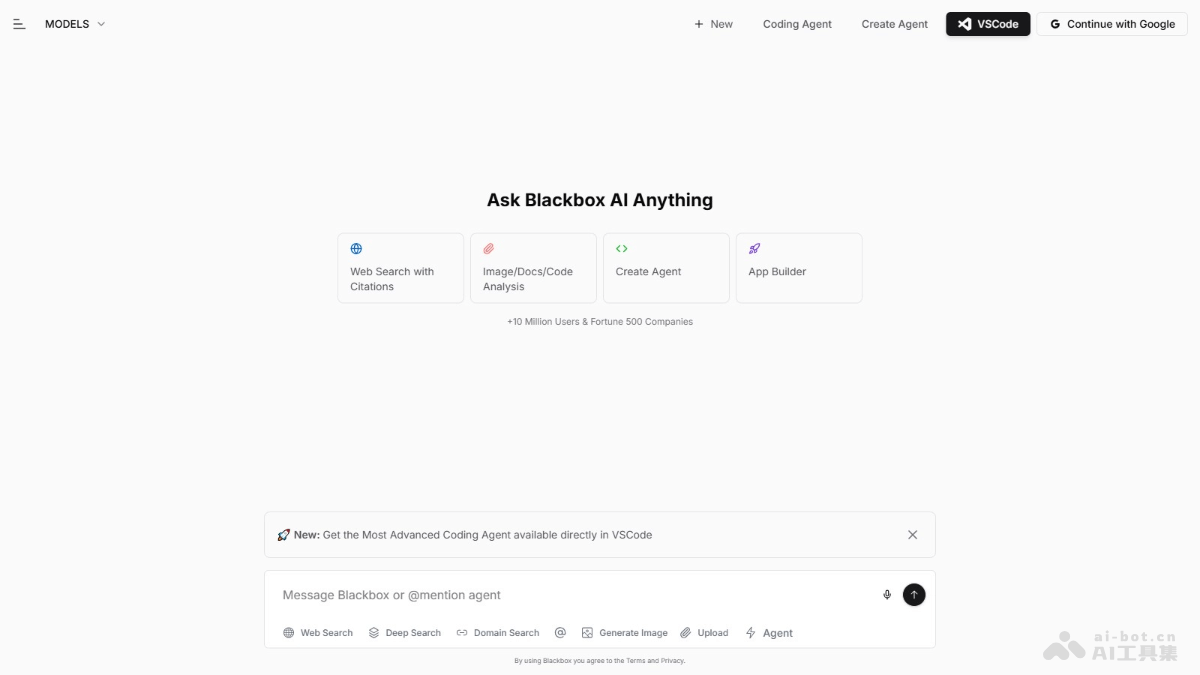 MODELS
New
Coding Agent
Create Agent
VSCode
G Continue with Google
Ask Blackbox AI Anything
Web Search with
Citations
Image/Docs/Code
Analysis
Create Agent
App Builder
+10 Million Users & Fortune 500 Companies
New: Get the Most Advanced Coding Agent available directly in VSCode
Message Blackbox or @mention agent
Web Search
Deep Search
Domain Search
@
Generate Image
Upload
Agent
By using Blackbox you agree to the Terms and Privacy.
ai-bot.cn
AI工具集